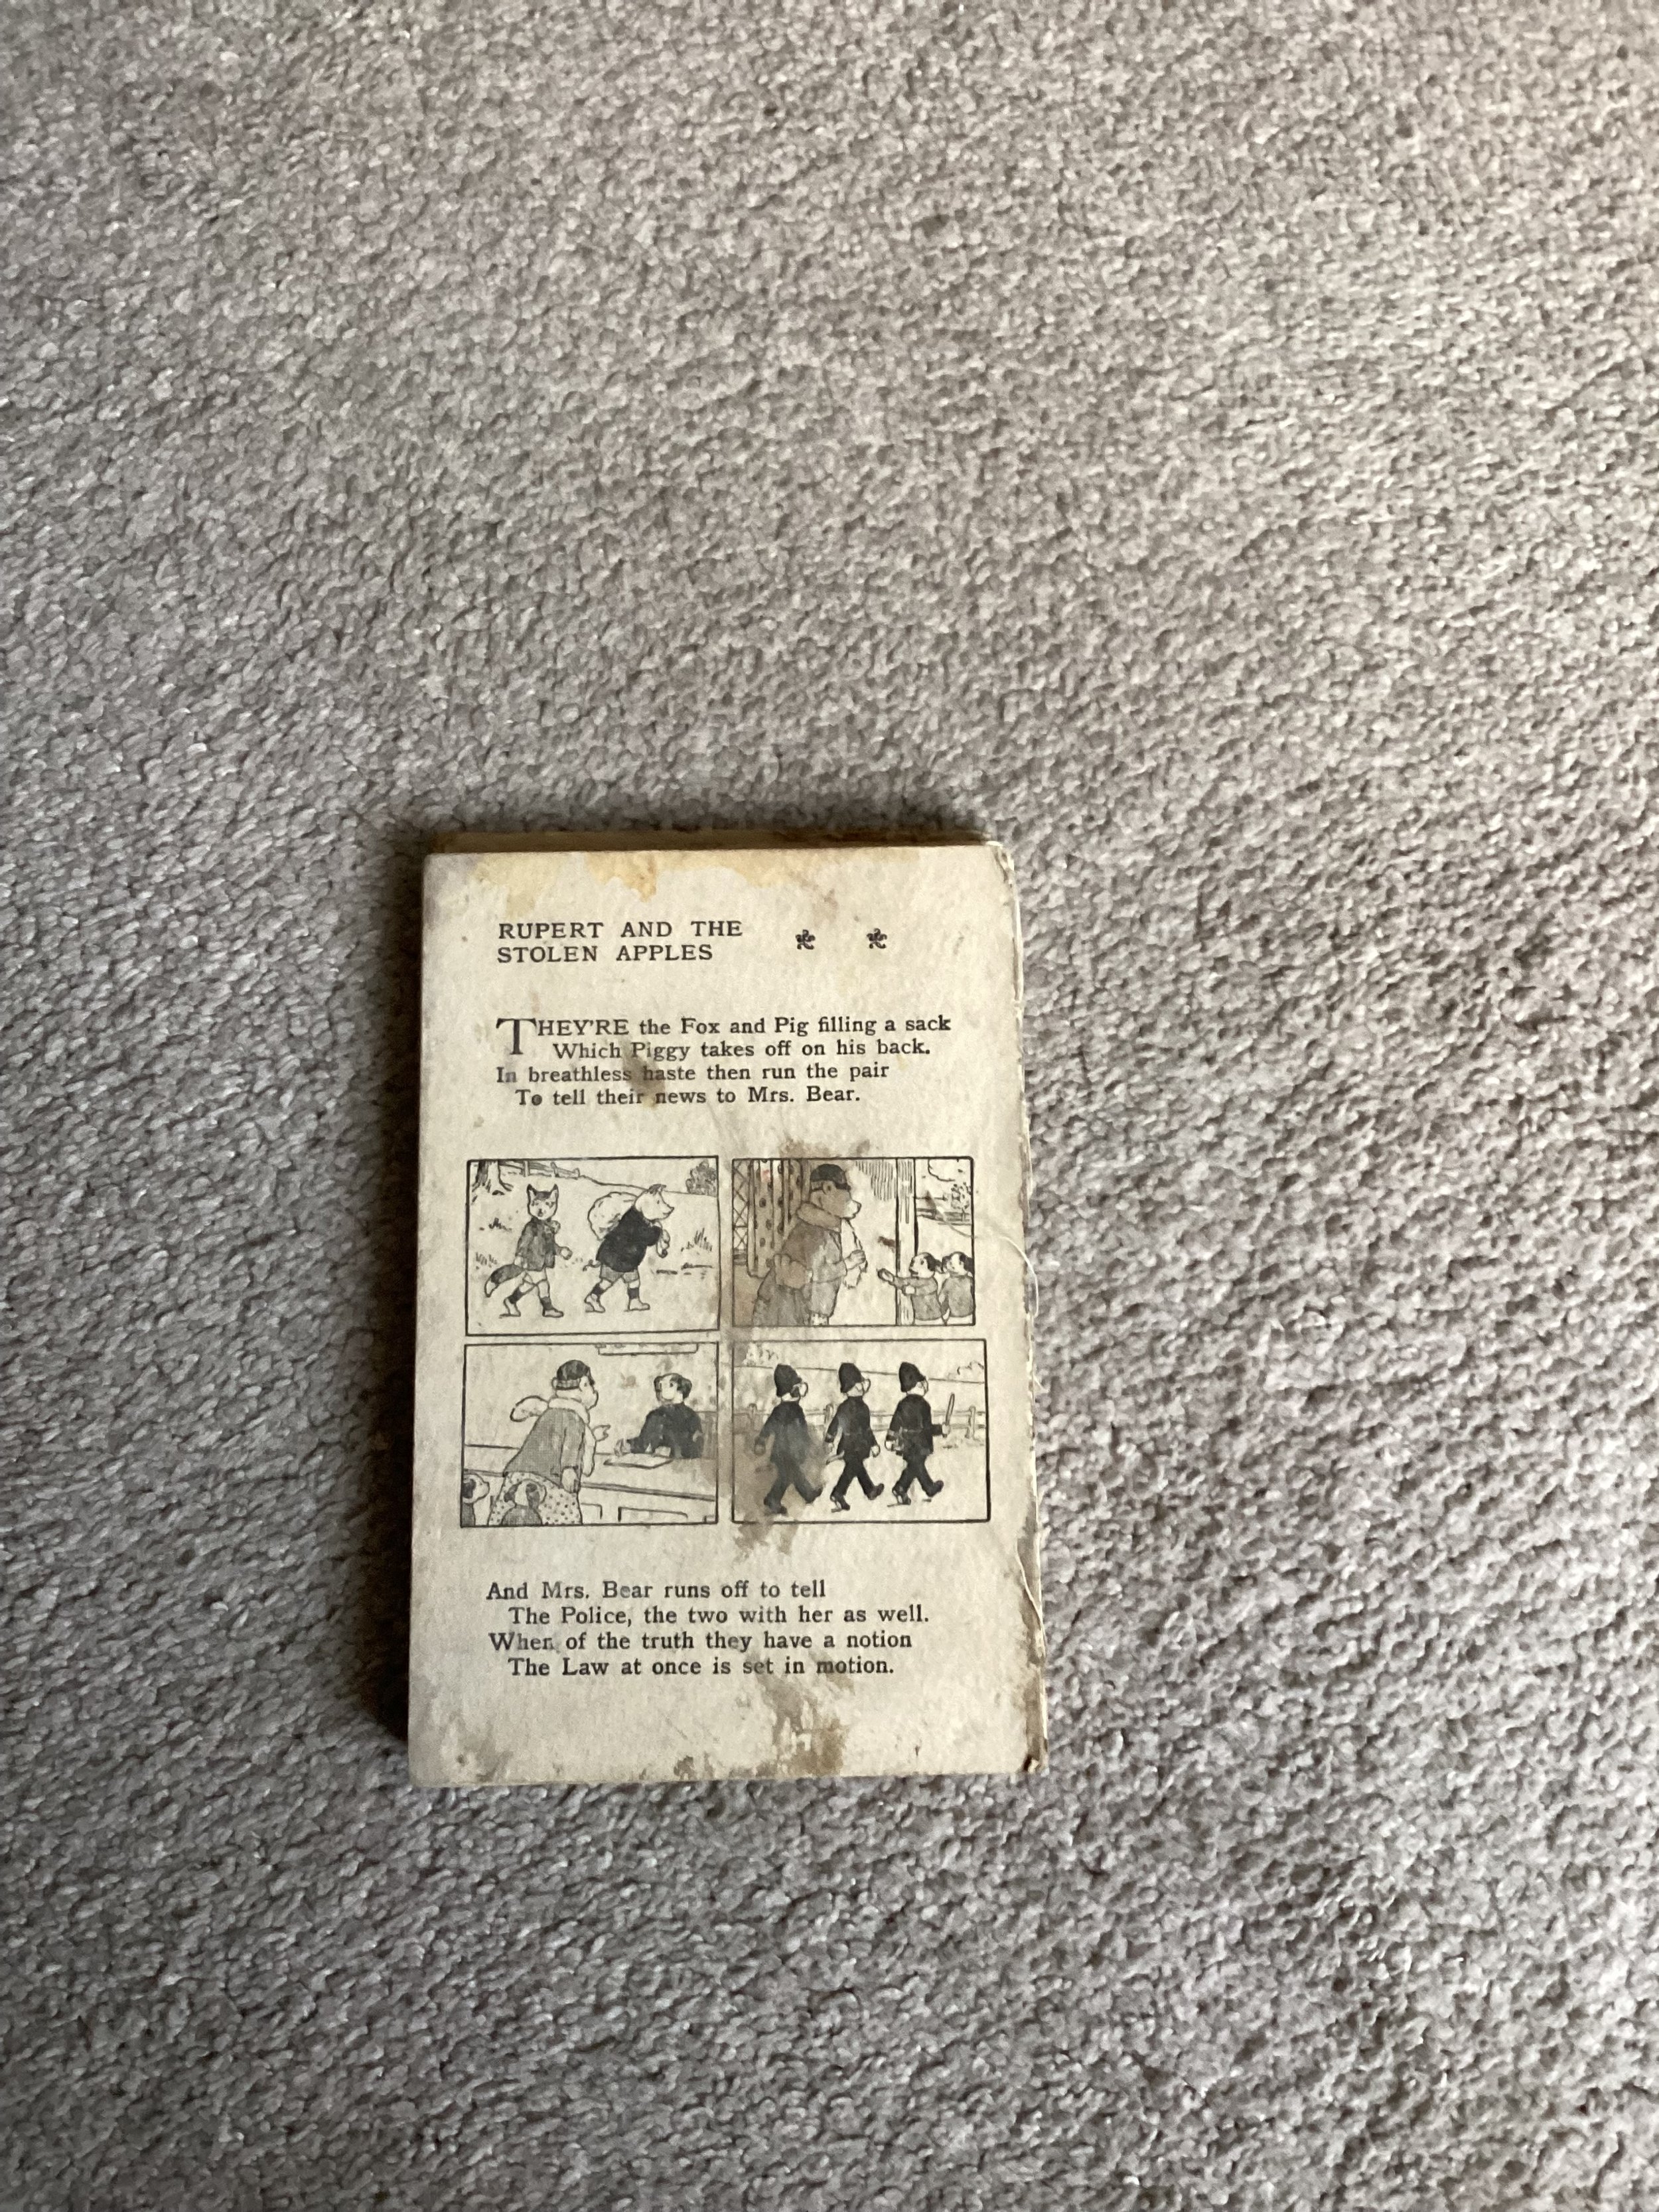 RUPERT AND THE
STOLEN APPLES
THEY'RE the Fox and Pig filling a sack
Which Piggy takes off on his back.
In breathless haste then run the pair
To tell their news to Mrs. Bear.
And Mrs. Bear runs off to tell
The Police, the two with her as well.
When of the truth they have a notion
The Law at once is set in motion.